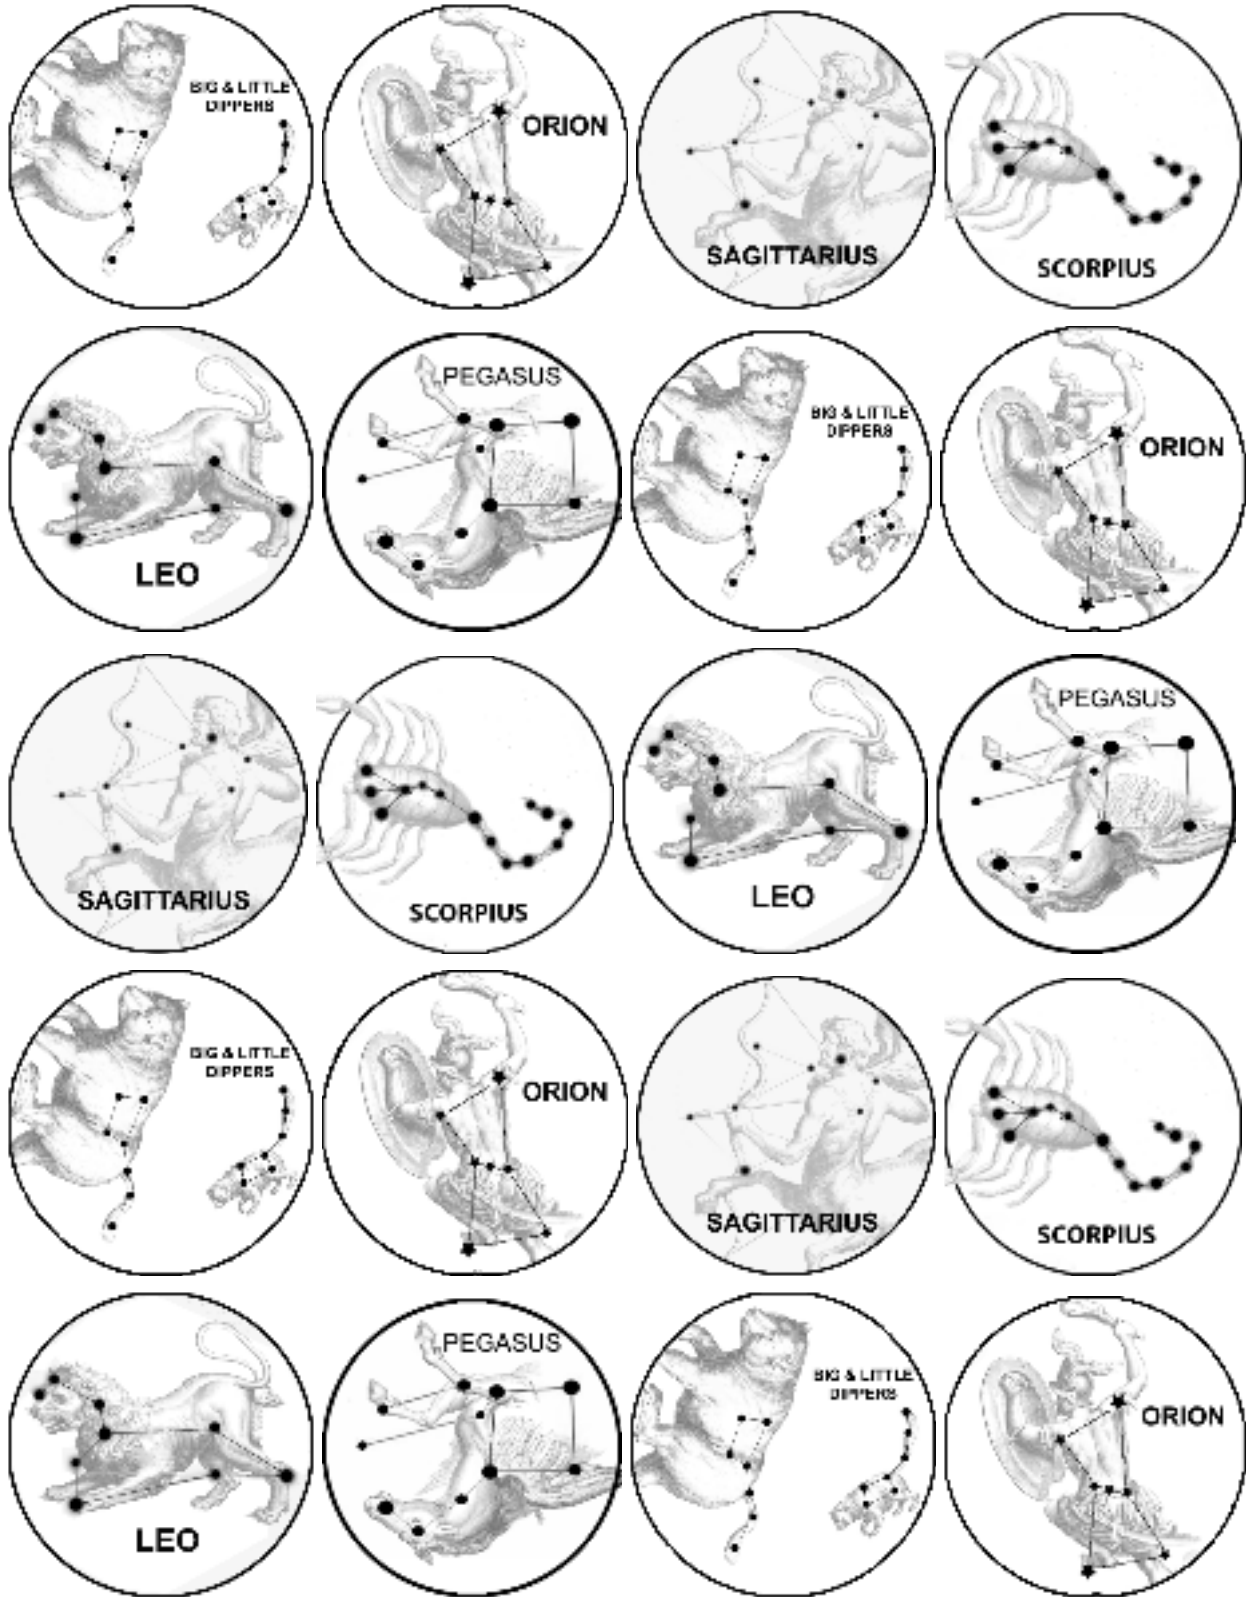 BIG & LITTLE
DIPPERS
ORION
SAGITTARIUS
SCORPIUS
LEO
PEGASUS
BIG & LITTLE
DIPPERS
ORION
SAGITTARIUS
SCORPIUS
LEO
PEGASUS
BIG & LITTLE
DIPPERS
ORION
SAGITTARIUS
SCORPIUS
LEO
PEGASUS
BIG & LITTLE
DIPPERS
ORION